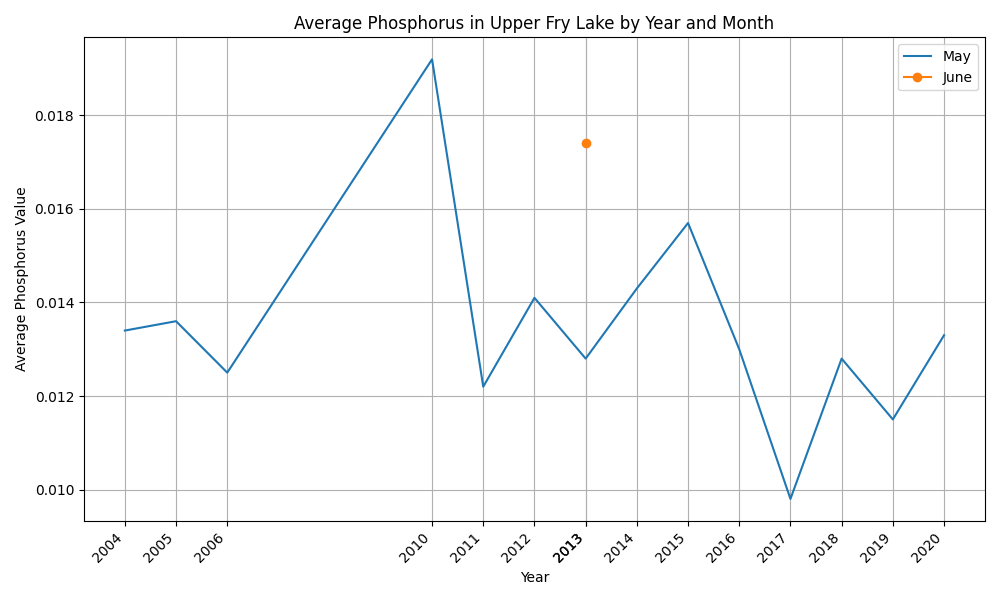 Average Phosphorus in Upper Fry Lake by Year and Month
May
June
0.018
0.016
0.014
0.012
0.010
Average Phosphorus Value
2004 2005 2006 2010 2011 2012 2013 2014 2015 2016 2017 2018 2019 2020
Year